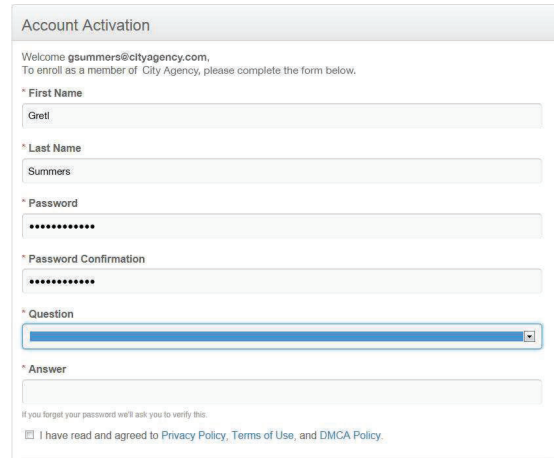 Account Activation
Welcome gsummers@cityagency.com,
To enroll as a member of City Agency, please complete the form below.
* First Name
Gretl
* Last Name
Summers
* Password
••••••••••••
* Password Confirmation
••••••••••••
* Question
* Answer
If you forget your password we'll ask you to verify this.
I have read and agreed to Privacy Policy, Terms of Use, and DMCA Policy.